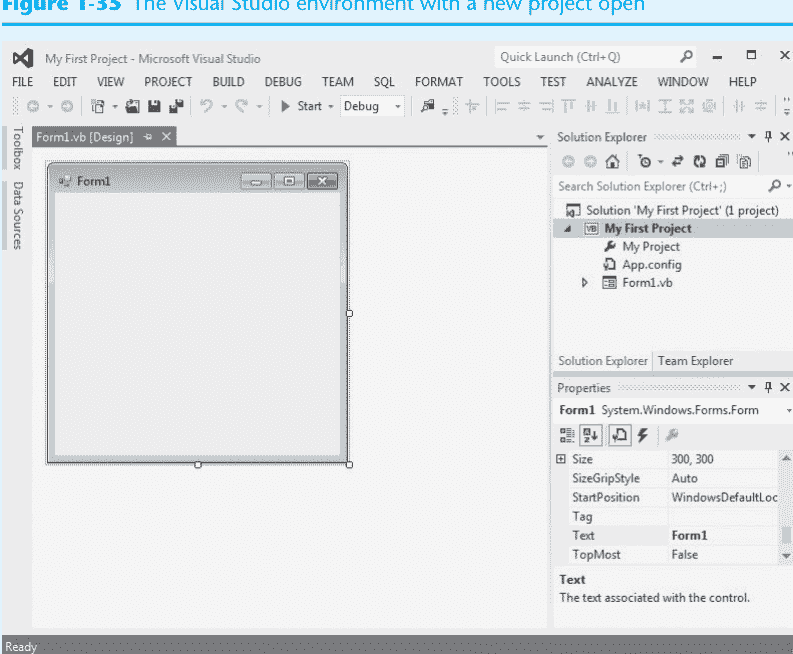 Figure 1-35 The Visual Studio environment with a new project open
My First Project - Microsoft Visual Studio
Quick Launch (Ctrl+Q)
FILE EDIT VIEW PROJECT BUILD DEBUG TEAM SQL FORMAT TOOLS TEST ANALYZE WINDOW HELP
Start Debug
Toolbox
Data Sources
Form1.vb [Design]
Form1
Solution Explorer
Search Solution Explorer (Ctrl+;)
Solution 'My First Project' (1 project)
VB My First Project
My Project
App.config
Form1.vb
Solution Explorer Team Explorer
Properties
Form1 System.Windows.Forms.Form
Size 300, 300
SizeGripStyle Auto
StartPosition WindowsDefaultLoc
Tag
Text Form1
TopMost False
Text
The text associated with the control.
Ready